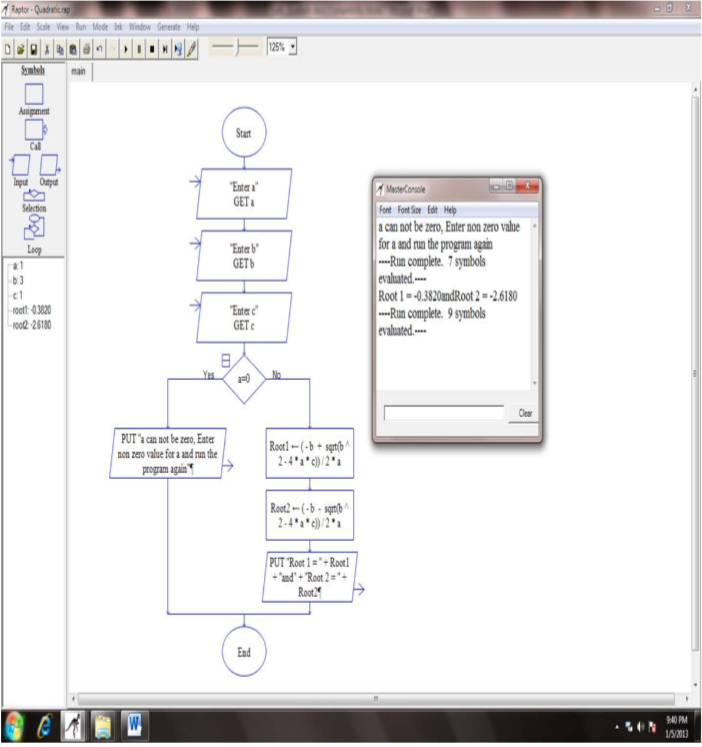 Raptor - Quadratic.rap
File Edit Scale View Run Mode Ink Window Generate Help
125%
Symbols
main
Assignment
Call
Input Output
Selection
Loop
a: 1
b: 3
c: 1
root1: -0.3820
root2: -2.6180
Start
"Enter a"
GET a
"Enter b"
GET b
"Enter c"
GET c
Yes
a=0
No
PUT "a can not be zero, Enter
non zero value for a and run the
program again"¶
Root1 ← ( - b + sqrt(b ^
2 - 4 * a * c)) / 2 * a
Root2 ← ( - b - sqrt(b ^
2 - 4 * a * c)) / 2 * a
PUT "Root 1 = " + Root1
+ "and" + "Root 2 = " +
Root2¶
End
MasterConsole
Font Font Size Edit Help
a can not be zero, Enter non zero value
for a and run the program again
----Run complete. 7 symbols
evaluated.----
Root 1 = -0.3820andRoot 2 = -2.6180
----Run complete. 9 symbols
evaluated.----
Clear
9:40 PM
1/5/2013